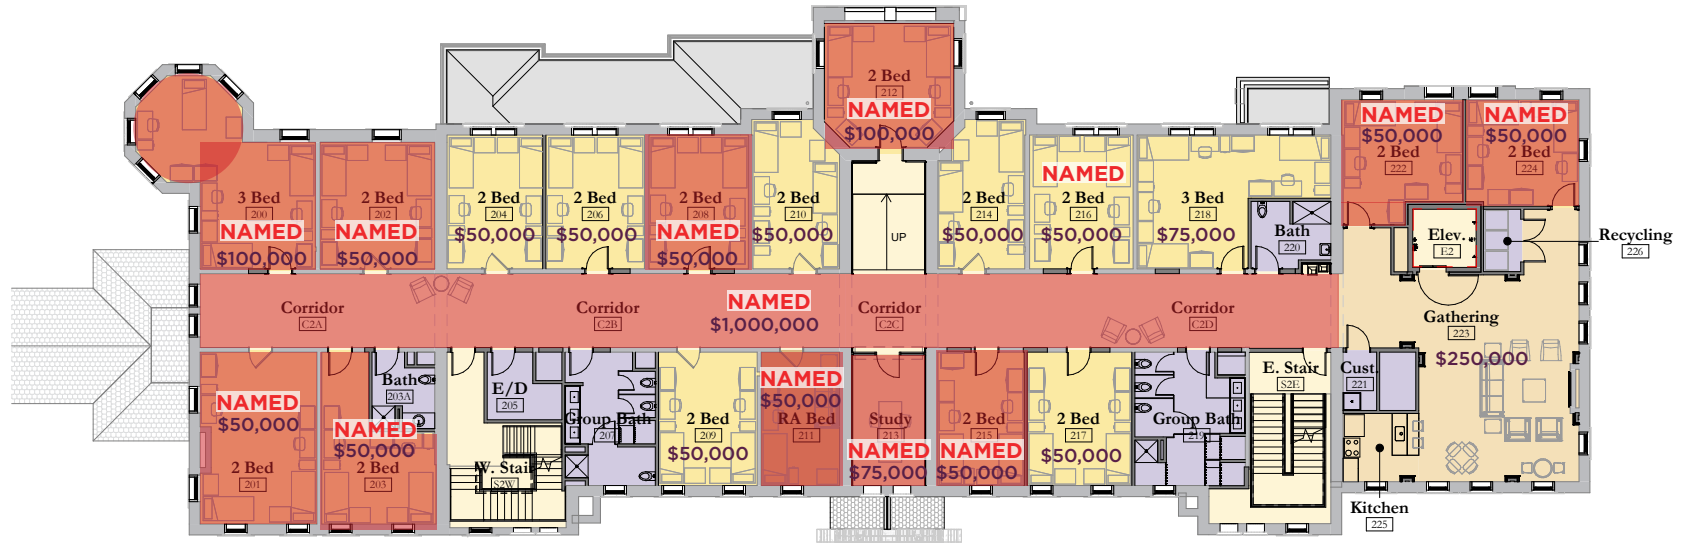 2 Bed
212
NAMED
$100,000
NAMED
$50,000
2 Bed
222
NAMED
$50,000
2 Bed
224
3 Bed
200
NAMED
$100,000
2 Bed
202
NAMED
$50,000
2 Bed
204
$50,000
2 Bed
206
$50,000
2 Bed
208
NAMED
$50,000
2 Bed
210
$50,000
UP
2 Bed
214
$50,000
NAMED
2 Bed
216
$50,000
3 Bed
218
$75,000
Bath
220
Elev.
E2
Recycling
226
Corridor
C2A
Corridor
C2B
NAMED
$1,000,000
Corridor
C2C
Corridor
C2D
Gathering
223
$250,000
NAMED
$50,000
2 Bed
201
Bath
203A
NAMED
$50,000
2 Bed
203
E/D
205
W. Stair
S2W
Group Bath
207
2 Bed
209
$50,000
NAMED
$50,000
RA Bed
211
Study
213
NAMED
$75,000
2 Bed
215
NAMED
$50,000
2 Bed
217
$50,000
Group Bath
219
E. Stair
S2E
Cust.
221
Kitchen
225